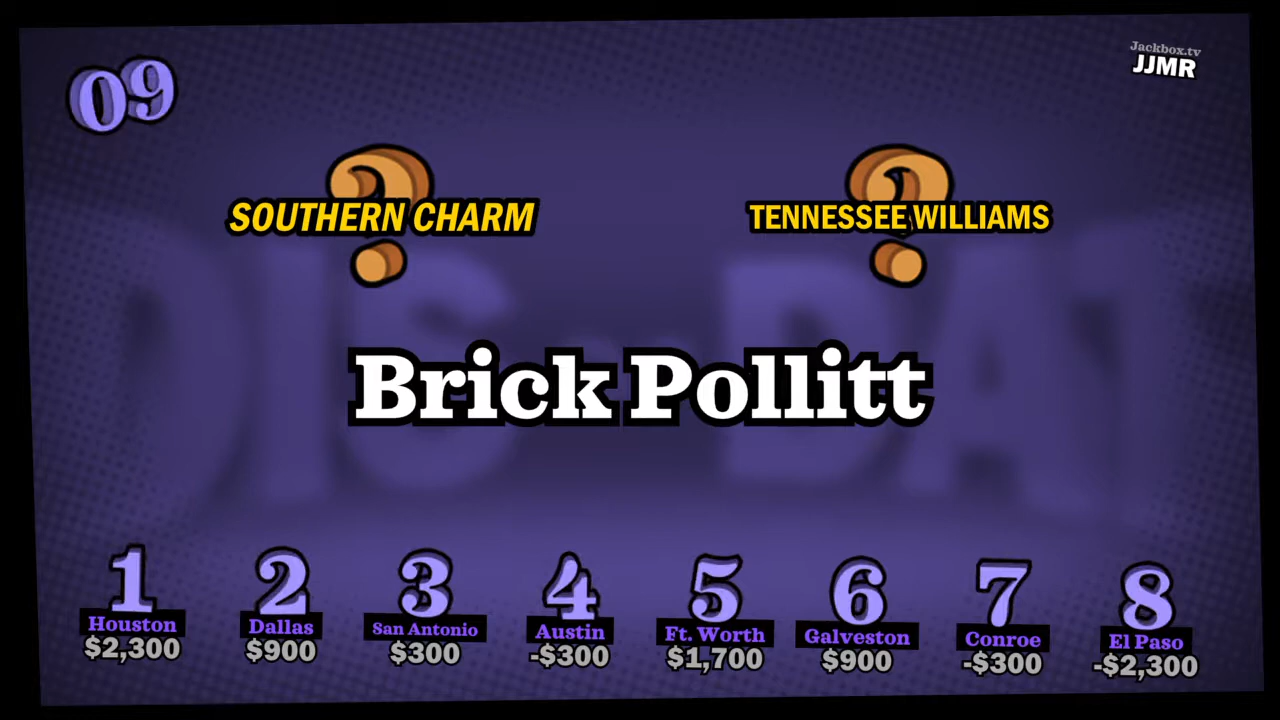 Jackbox.tv
JJMR
09
? ?
SOUTHERN CHARM TENNESSEE WILLIAMS
DIS DAT
Brick Pollitt
1 2 3 4 5 6 7 8
Houston Dallas San Antonio Austin Ft. Worth Galveston Conroe El Paso
$2,300 $900 $300 -$300 $1,700 $900 -$300 -$2,300